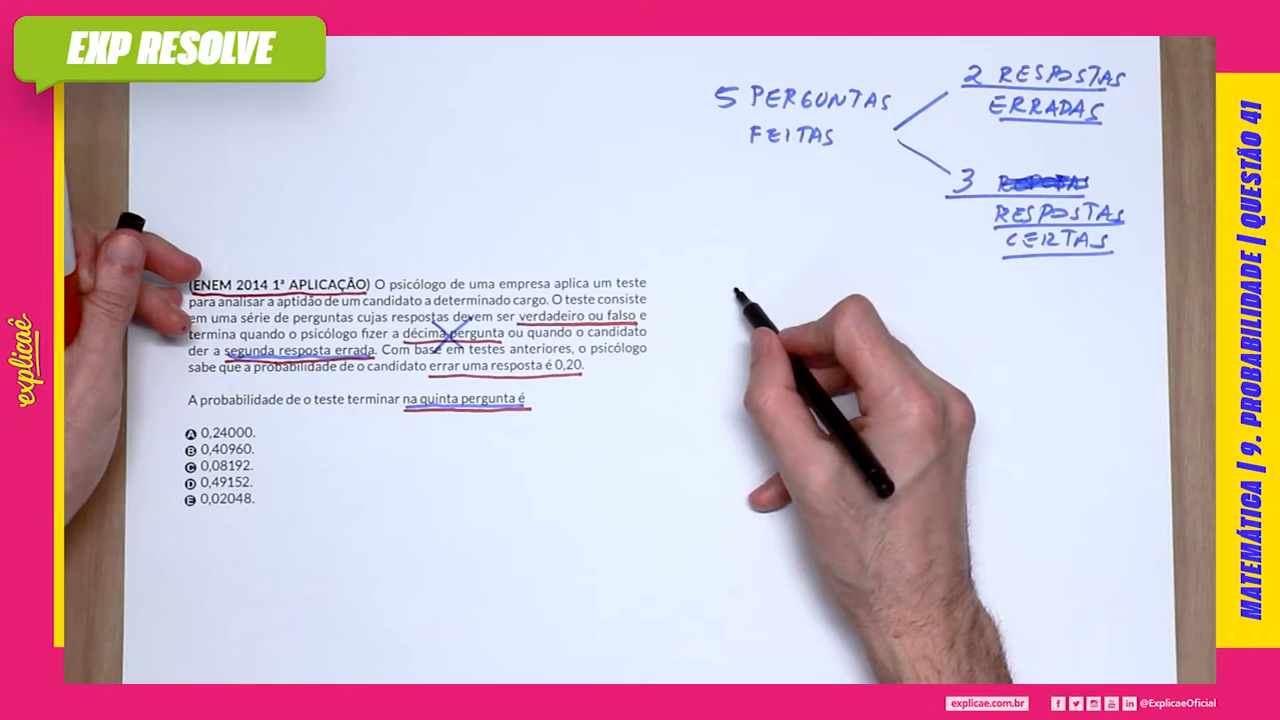 EXP RESOLVE
5 PERGUNTAS
FEITAS
2 RESPOSTAS
ERRADAS
3
RESPOSTAS
CERTAS
(ENEM 2014 1ª APLICAÇÃO) O psicólogo de uma empresa aplica um teste
para analisar a aptidão de um candidato a determinado cargo. O teste consiste
em uma série de perguntas cujas respostas devem ser verdadeiro ou falso e
termina quando o psicólogo fizer a décima pergunta ou quando o candidato
der a segunda resposta errada. Com base em testes anteriores, o psicólogo
sabe que a probabilidade de o candidato errar uma resposta é 0,20.
A probabilidade de o teste terminar na quinta pergunta é
A 0,24000.
B 0,40960.
C 0,08192.
D 0,49152.
E 0,02048.
explicaê
MATEMÁTICA | 9. PROBABILIDADE | QUESTÃO 41
explicae.com.br
@ExplicaeOficial